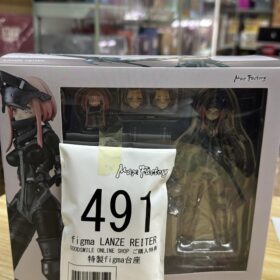 Max Factory
Max Factory
491
figma LANZE REITER
GOODSMILE ONLINE SHOP ご購入特典
特製figma台座